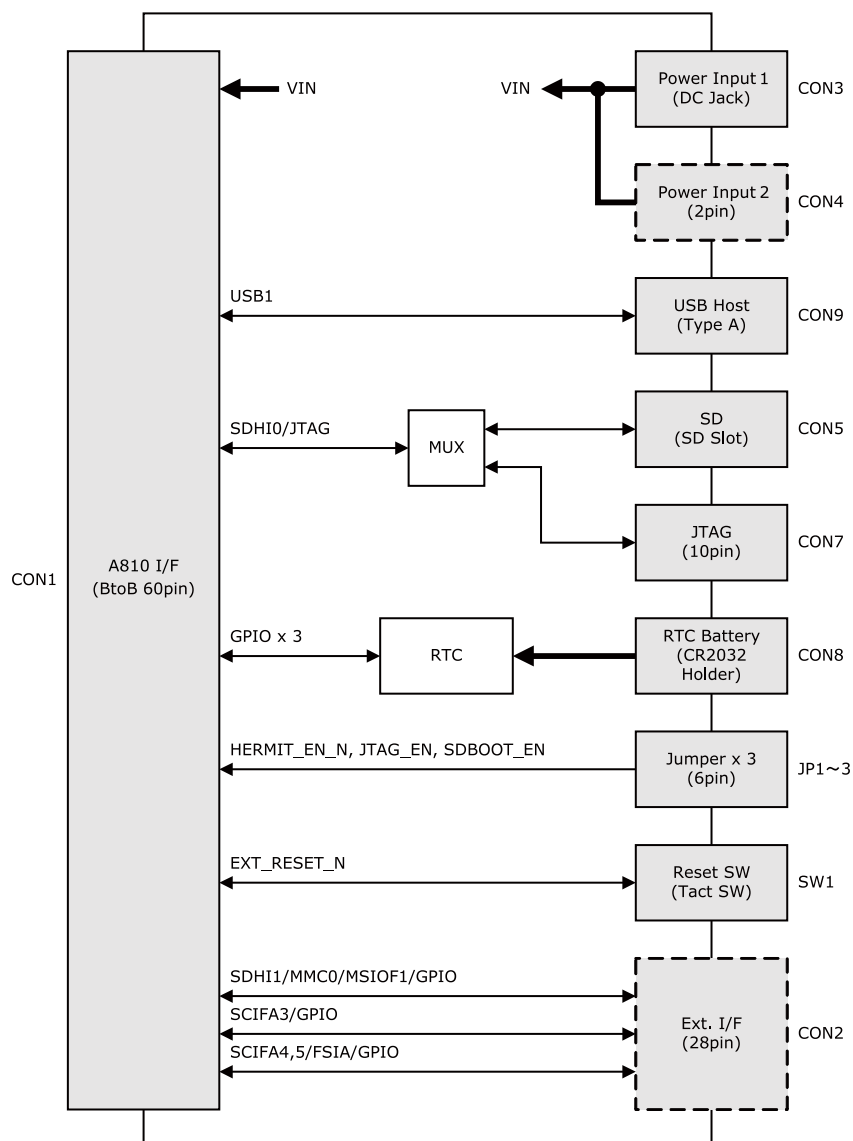 VIN
VIN
Power Input 1
(DC Jack)
CON3
Power Input 2
(2pin)
CON4
USB1
USB Host
(Type A)
CON9
SDHI0/JTAG
MUX
SD
(SD Slot)
CON5
JTAG
(10pin)
CON7
CON1
A810 I/F
(BtoB 60pin)
GPIO x 3
RTC
RTC Battery
(CR2032
Holder)
CON8
HERMIT_EN_N, JTAG_EN, SDBOOT_EN
Jumper x 3
(6pin)
JP1～3
EXT_RESET_N
Reset SW
(Tact SW)
SW1
SDHI1/MMC0/MSIOF1/GPIO
SCIFA3/GPIO
SCIFA4,5/FSIA/GPIO
Ext. I/F
(28pin)
CON2